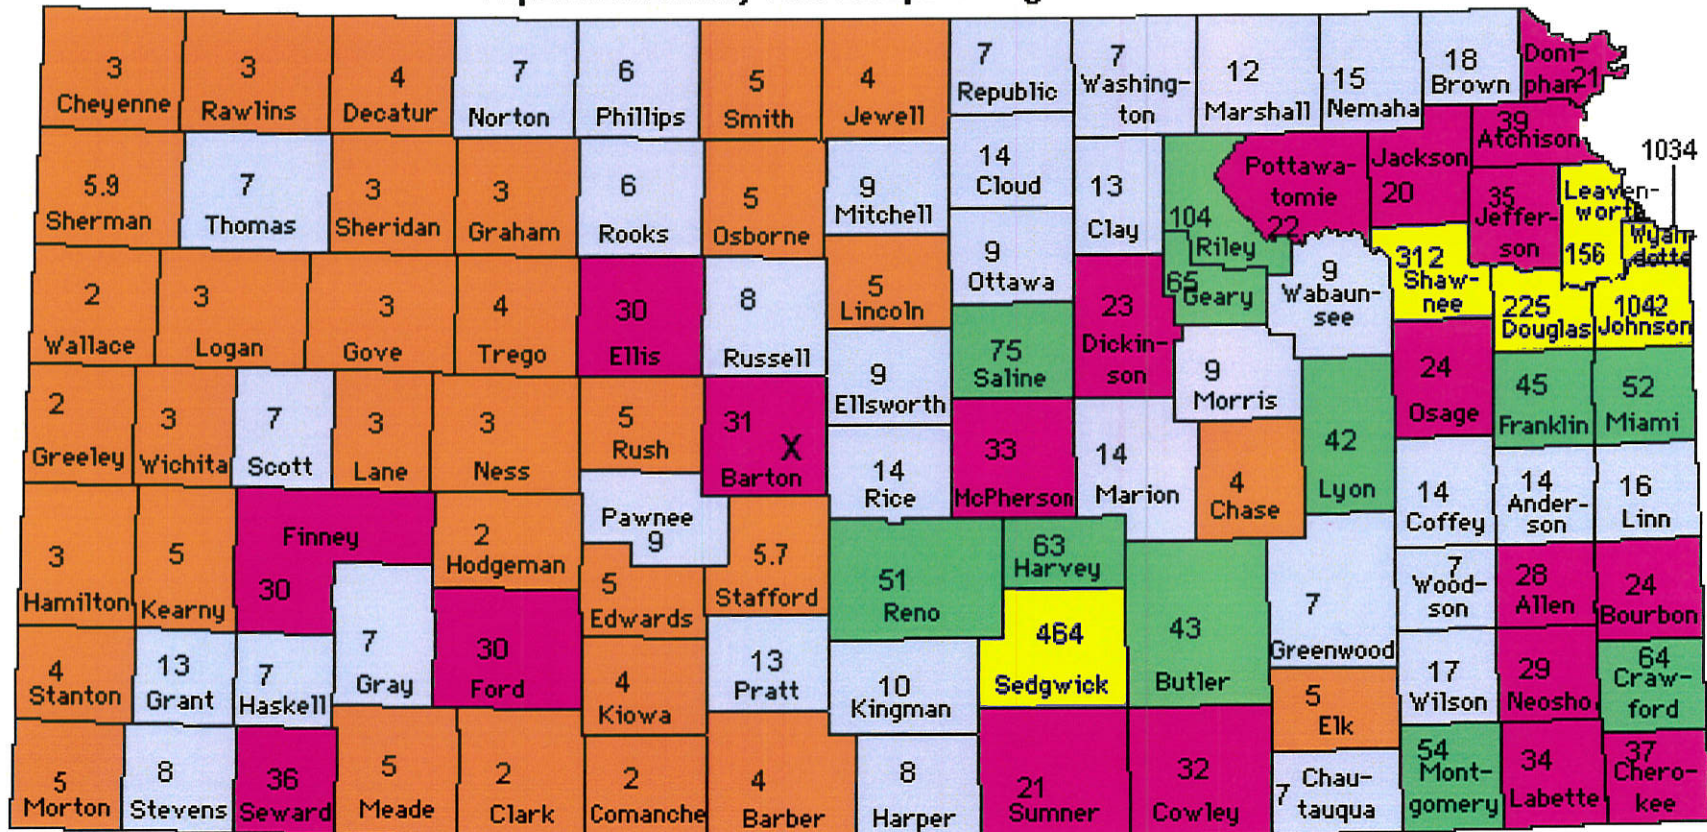 3
Cheyenne
3
Rawlins
4
Decatur
7
Norton
6
Phillips
5
Smith
4
Jewell
7
Republic
7
Washing-
ton
12
Marshall
15
Nemaha
18
Brown
Doni-
phan
21
5.9
Sherman
7
Thomas
3
Sheridan
3
Graham
6
Rooks
5
Osborne
9
Mitchell
14
Cloud
13
Clay
104
Riley
Pottawa-
tomie
22
Jackson
20
39
Atchison
35
Jeffer-
son
Leaven-
worth
156
1034
Wyan-
dotte
2
Wallace
3
Logan
3
Gove
4
Trego
30
Ellis
8
Russell
5
Lincoln
9
Ottawa
75
Saline
23
Dickin-
son
65
Geary
9
Wabaun-
see
312
Shaw-
nee
225
Douglas
1042
Johnson
2
Greeley
3
Wichita
7
Scott
3
Lane
3
Ness
5
Rush
31
X
Barton
9
Ellsworth
14
Rice
33
McPherson
14
Marion
9
Morris
4
Chase
42
Lyon
24
Osage
45
Franklin
52
Miami
14
Coffey
14
Ander-
son
16
Linn
3
Hamilton
5
Kearny
Finney
30
2
Hodgeman
Pawnee
9
5
Edwards
5.7
Stafford
51
Reno
63
Harvey
464
Sedgwick
43
Butler
7
Greenwood
7
Wood-
son
28
Allen
24
Bourbon
4
Stanton
13
Grant
7
Haskell
7
Gray
30
Ford
4
Kiowa
13
Pratt
10
Kingman
5
Elk
17
Wilson
29
Neosho
64
Craw-
ford
5
Morton
8
Stevens
36
Seward
5
Meade
2
Clark
2
Comanche
4
Barber
8
Harper
21
Sumner
32
Cowley
7
Chau-
tauqua
54
Mont-
gomery
34
Labette
37
Chero-
kee